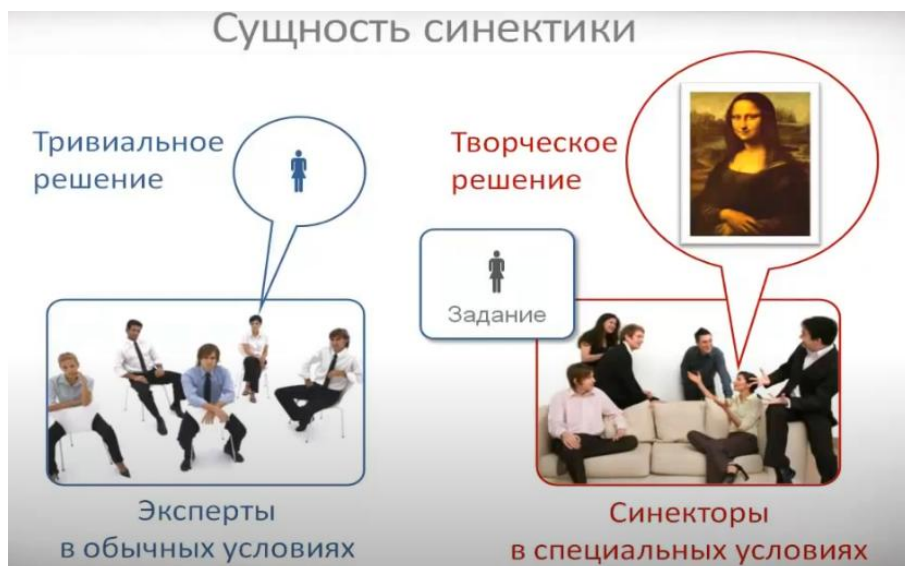 Сущность синектики
Тривиальное
решение
Творческое
решение
Задание
Эксперты
в обычных условиях
Синекторы
в специальных условиях